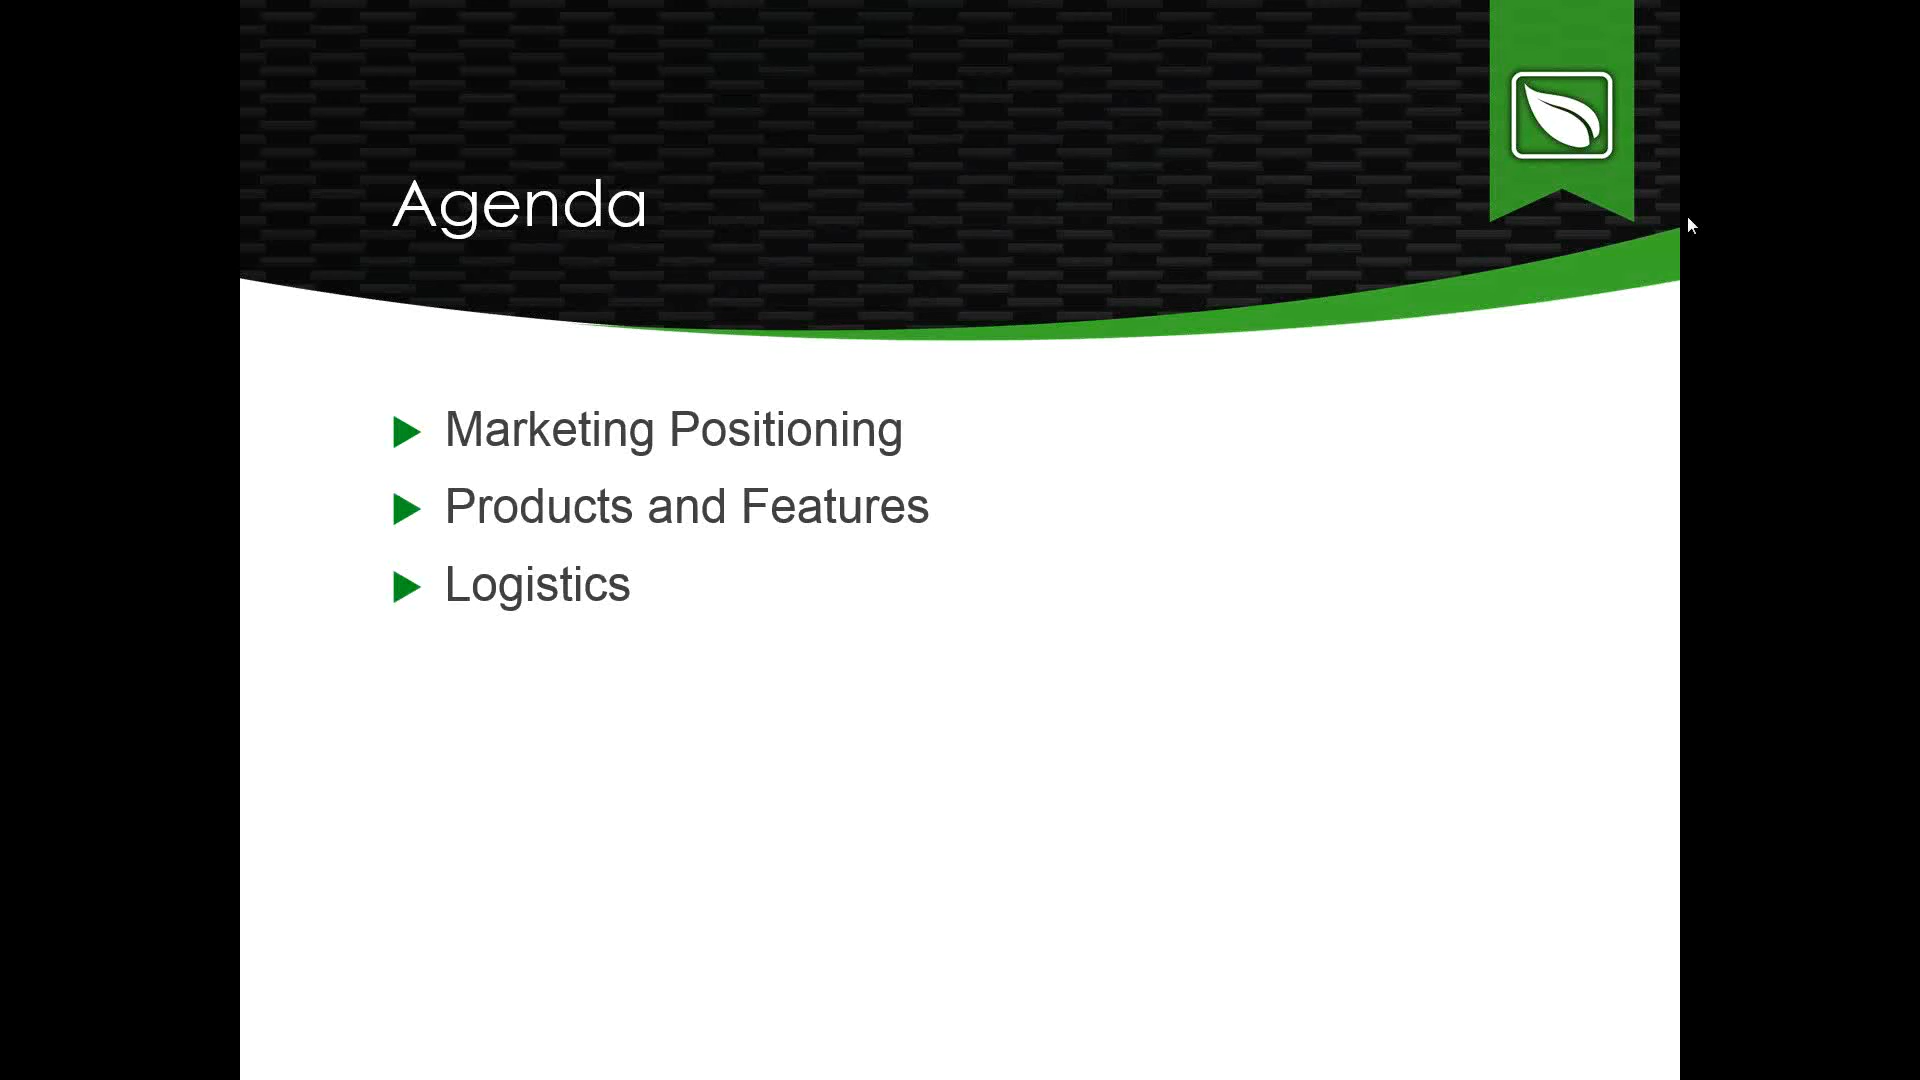 Agenda
Marketing Positioning
Products and Features
Logistics